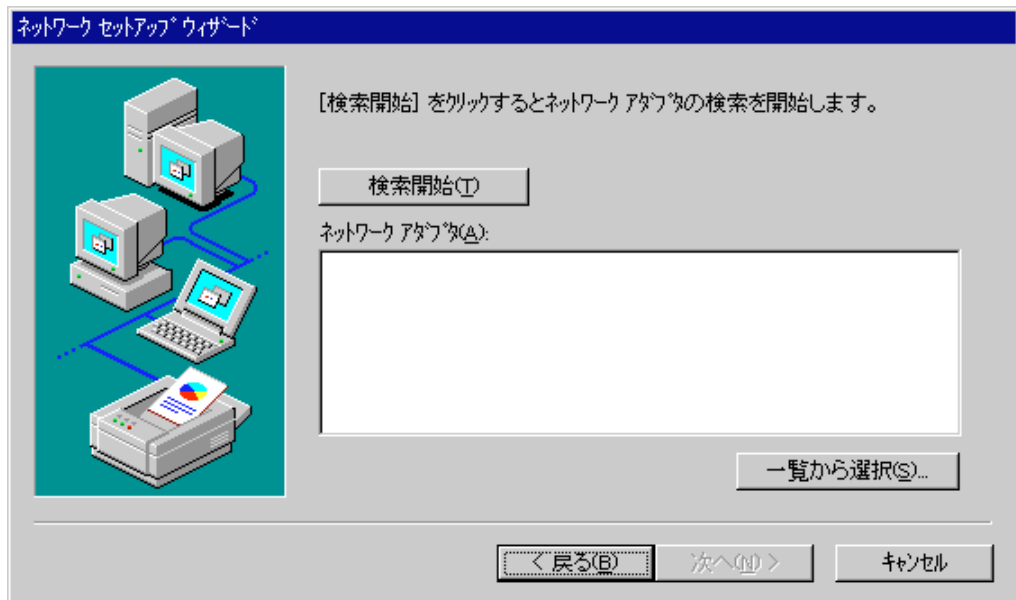 ﾈｯﾄﾜｰｸ ｾｯﾄｱｯﾌﾟ ｳｨｻﾞｰﾄﾞ
[検索開始] をｸﾘｯｸするとﾈｯﾄﾜｰｸ ｱﾀﾞﾌﾟﾀの検索を開始します。
検索開始(T)
ﾈｯﾄﾜｰｸ ｱﾀﾞﾌﾟﾀ(A):
一覧から選択(S)...
< 戻る(B)
次へ(N) >
ｷｬﾝｾﾙ